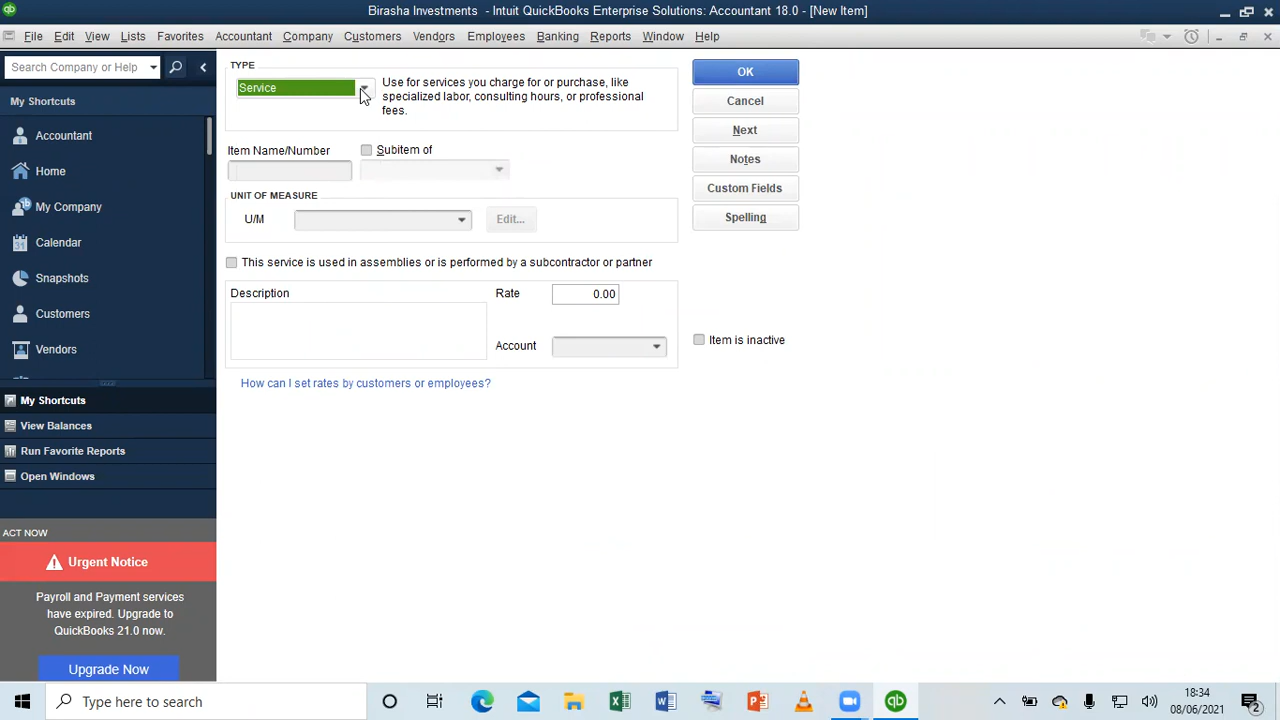 Birasha Investments - Intuit QuickBooks Enterprise Solutions: Accountant 18.0 - [New Item]
File Edit View Lists Favorites Accountant Company Customers Vendors Employees Banking Reports Window Help
Search Company or Help
My Shortcuts
Accountant
Home
My Company
Calendar
Snapshots
Customers
Vendors
My Shortcuts
View Balances
Run Favorite Reports
Open Windows
ACT NOW
Urgent Notice
Payroll and Payment services
have expired. Upgrade to
QuickBooks 21.0 now.
Upgrade Now
TYPE
Service
Use for services you charge for or purchase, like
specialized labor, consulting hours, or professional
fees.
Item Name/Number
Subitem of
UNIT OF MEASURE
U/M
Edit...
This service is used in assemblies or is performed by a subcontractor or partner
Description
Rate
0.00
Account
How can I set rates by customers or employees?
OK
Cancel
Next
Notes
Custom Fields
Spelling
Item is inactive
Type here to search
18:34
08/06/2021
2